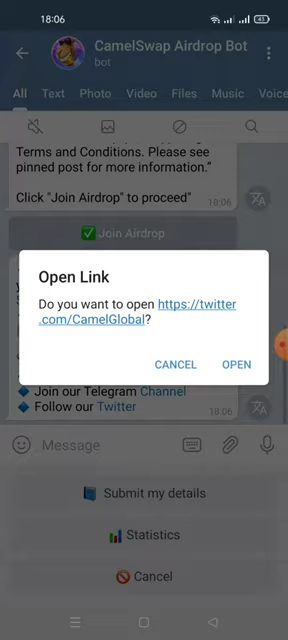 18:06
43
CamelSwap Airdrop Bot
bot
All Text Photo Video Files Music Voice
Terms and Conditions. Please see
pinned post for more information.”
Click "Join Airdrop" to proceed"
18:06
✅ Join Airdrop
Open Link
Do you want to open https://twitter
.com/CamelGlobal?
CANCEL OPEN
🔹 Join our Telegram Channel
🔹 Follow our Twitter
18:06
Message
📘 Submit my details
📊 Statistics
🚫 Cancel